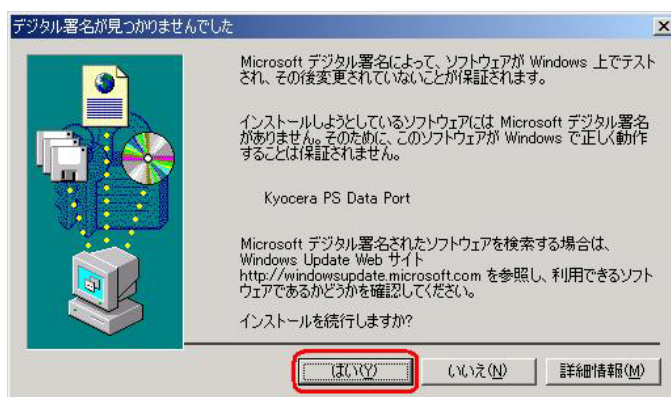 デジタル署名が見つかりませんでした
Microsoft デジタル署名によって、ソフトウェアが Windows 上でテスト
され、その後変更されていないことが保証されます。
インストールしようとしているソフトウェアには Microsoft デジタル署名
がありません。そのために、このソフトウェアが Windows で正しく動作
することは保証されません。
Kyocera PS Data Port
Microsoft デジタル署名されたソフトウェアを検索する場合は、
Windows Update Web サイト
http://windowsupdate.microsoft.com を参照し、利用できるソフト
ウェアであるかどうかを確認してください。
インストールを続行しますか?
はい(Y) いいえ(N) 詳細情報(M)